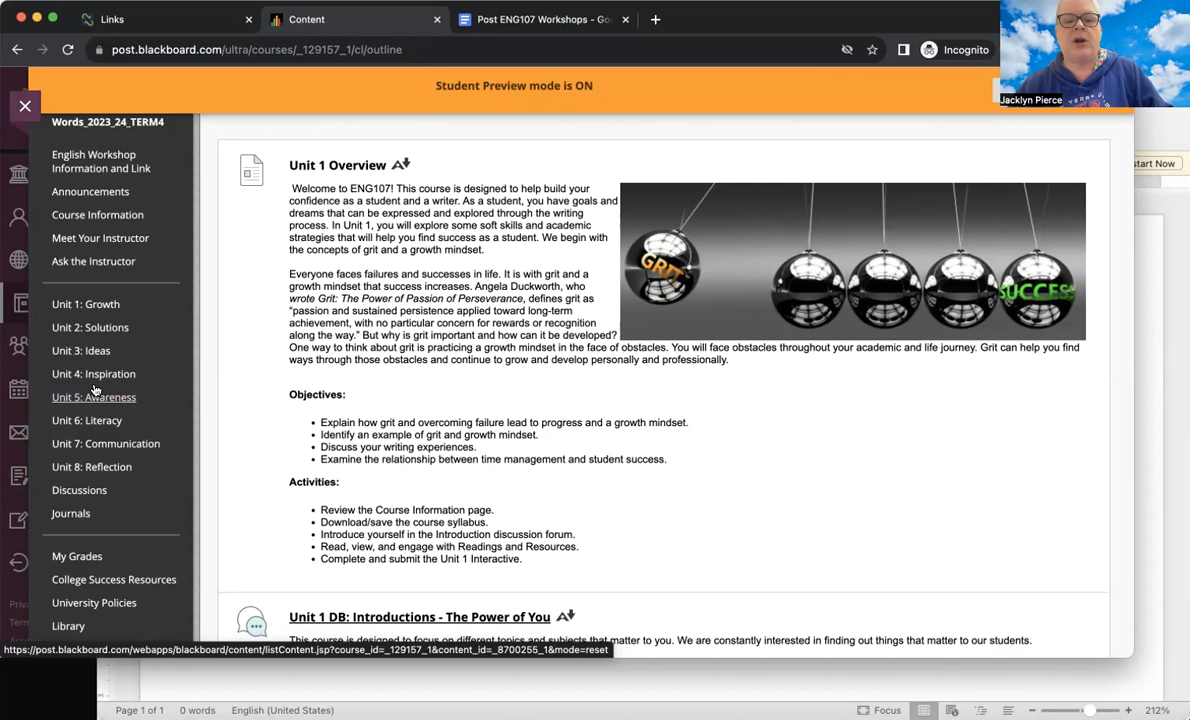 Links
Content
Post ENG107 Workshops - Go
post.blackboard.com/ultra/courses/_129157_1/cl/outline
Incognito
Jacklyn Pierce
Student Preview mode is ON
start Now
Words_2023_24_TERM4
English Workshop
Information and Link
Announcements
Course Information
Meet Your Instructor
Ask the Instructor
Unit 1: Growth
Unit 2: Solutions
Unit 3: Ideas
Unit 4: Inspiration
Unit 5: Awareness
Unit 6: Literacy
Unit 7: Communication
Unit 8: Reflection
Discussions
Journals
My Grades
College Success Resources
University Policies
Library
Unit 1 Overview
Welcome to ENG107! This course is designed to help build your
confidence as a student and a writer. As a student, you have goals and
dreams that can be expressed and explored through the writing
process. In Unit 1, you will explore some soft skills and academic
strategies that will help you find success as a student. We begin with
the concepts of grit and a growth mindset.
Everyone faces failures and successes in life. It is with grit and a
growth mindset that success increases. Angela Duckworth, who
wrote Grit: The Power of Passion of Perseverance, defines grit as
“passion and sustained persistence applied toward long-term
achievement, with no particular concern for rewards or recognition
along the way.” But why is grit important and how can it be developed?
One way to think about grit is practicing a growth mindset in the face of obstacles. You will face obstacles throughout your academic and life journey. Grit can help you find
ways through those obstacles and continue to grow and develop personally and professionally.
GRIT
SUCCESS
Objectives:
• Explain how grit and overcoming failure lead to progress and a growth mindset.
• Identify an example of grit and growth mindset.
• Discuss your writing experiences.
• Examine the relationship between time management and student success.
Activities:
• Review the Course Information page.
• Download/save the course syllabus.
• Introduce yourself in the Introduction discussion forum.
• Read, view, and engage with Readings and Resources.
• Complete and submit the Unit 1 Interactive.
Unit 1 DB: Introductions - The Power of You
This course is designed to focus on different topics and subjects that matter to you. We are constantly interested in finding out things that matter to our students.
https://post.blackboard.com/webapps/blackboard/content/listContent.jsp?course_id=_129157_1&content_id=_8700255_1&mode=reset
Page 1 of 1 0 words English (United States) Focus 212%